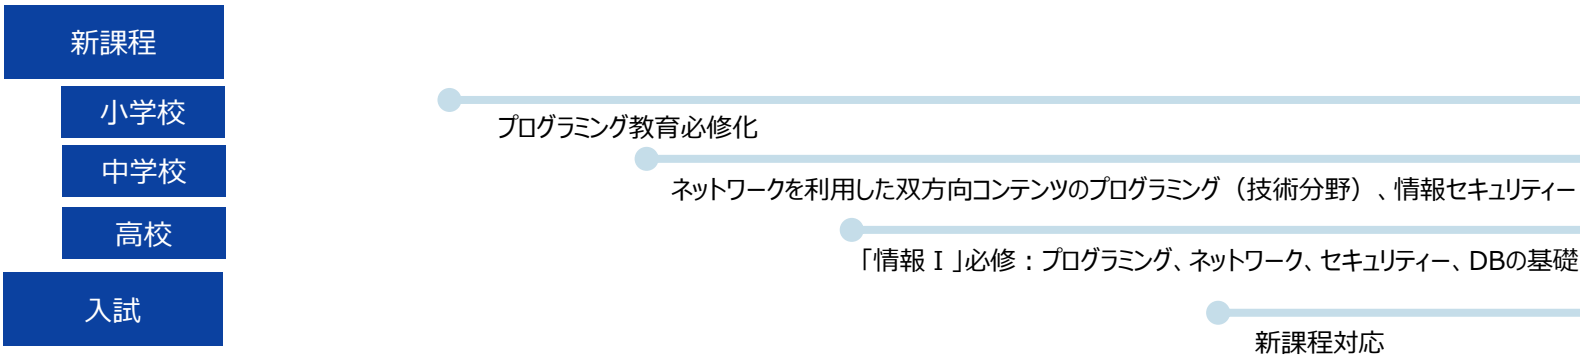 新課程
小学校
プログラミング教育必修化
中学校
ネットワークを利用した双方向コンテンツのプログラミング（技術分野）、情報セキュリティー
高校
「情報Ⅰ」必修：プログラミング、ネットワーク、セキュリティー、DBの基礎
入試
新課程対応